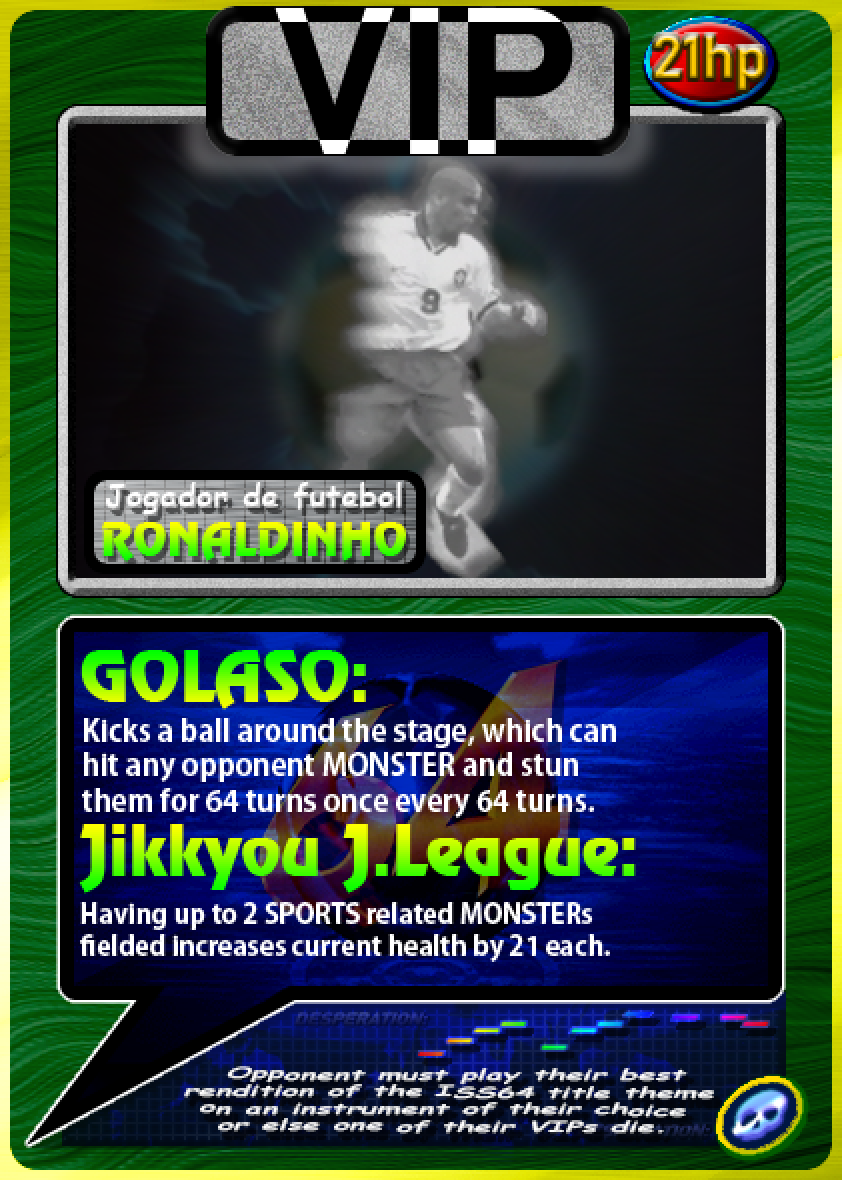 VIP
21hp
9
Jogador de futebol
RONALDINHO
GOLASO:
Kicks a ball around the stage, which can
hit any opponent MONSTER and stun
them for 64 turns once every 64 turns.
Jikkyou J.League:
Having up to 2 SPORTS related MONSTERs
fielded increases current health by 21 each.
DESPERATION:
Opponent must play their best
rendition of the ISS64 title theme
on an instrument of their choice
or else one of their VIPs die.